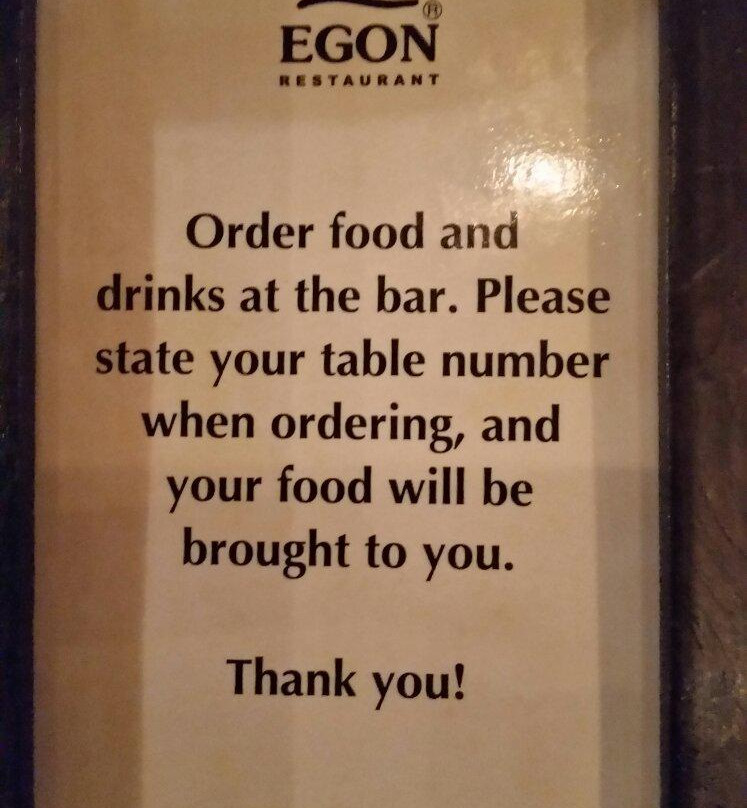 ®
EGON
RESTAURANT
Order food and
drinks at the bar. Please
state your table number
when ordering, and
your food will be
brought to you.
Thank you!